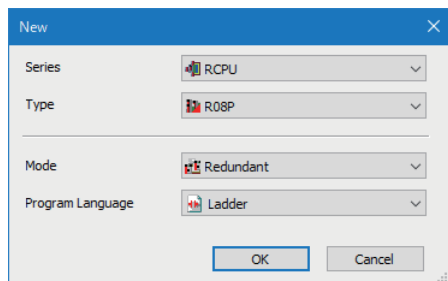 New
Series RCPU
Type R08P
Mode Redundant
Program Language Ladder
OK Cancel